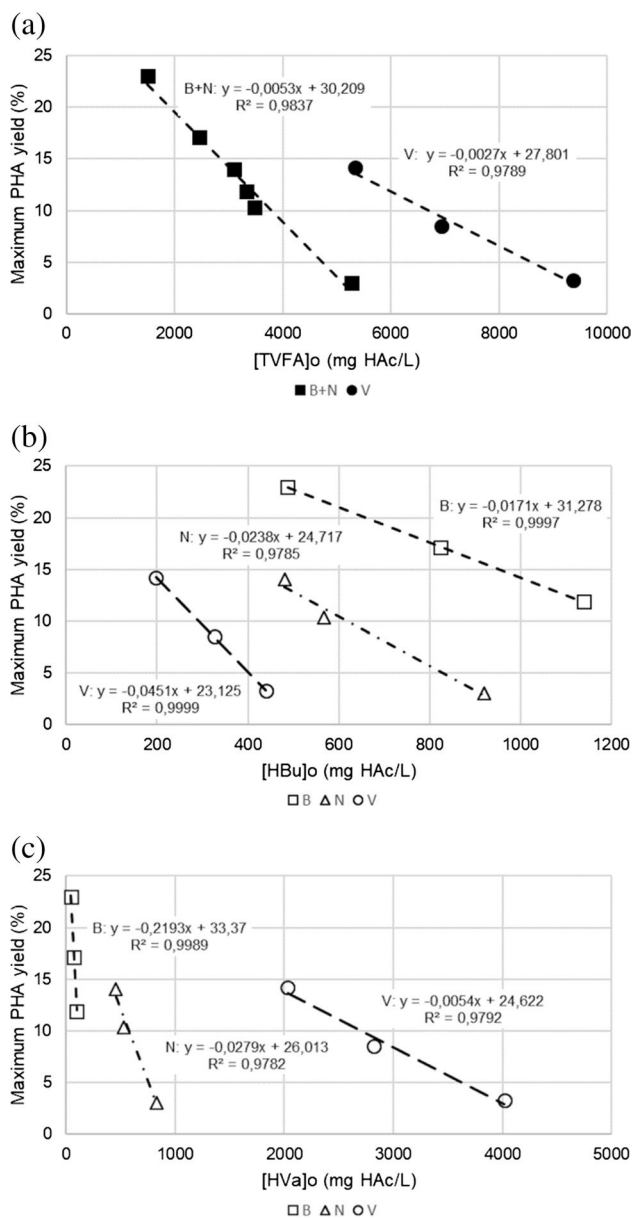 (a)
25
20
15
10
5
0
Maximum PHA yield (%)
B+N: y = -0,0053x + 30,209
R² = 0,9837
V: y = -0,0027x + 27,801
R² = 0,9789
0 2000 4000 6000 8000 10000
[TVFA]o (mg HAc/L)
B+N V
(b)
25
20
15
10
5
0
Maximum PHA yield (%)
B: y = -0,0171x + 31,278
R² = 0,9997
N: y = -0,0238x + 24,717
R² = 0,9785
V: y = -0,0451x + 23,125
R² = 0,9999
0 200 400 600 800 1000 1200
[HBu]o (mg HAc/L)
B N V
(c)
25
20
15
10
5
0
Maximum PHA yield (%)
B: y = -0,2193x + 33,37
R² = 0,9989
V: y = -0,0054x + 24,622
R² = 0,9792
N: y = -0,0279x + 26,013
R² = 0,9782
0 1000 2000 3000 4000 5000
[HVa]o (mg HAc/L)
B N V